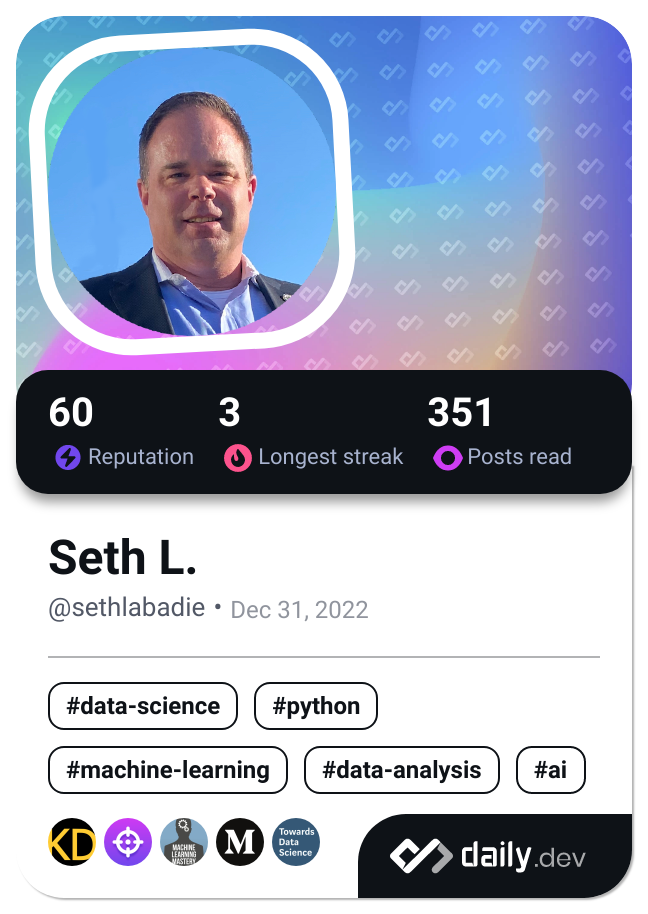 60 3 351
Reputation Longest streak Posts read
Seth L.
@sethlabadie • Dec 31, 2022
#data-science #python
#machine-learning #data-analysis #ai
KD
MACHINE
LEARNING
MASTERY
M
Towards
Data
Science
daily.dev